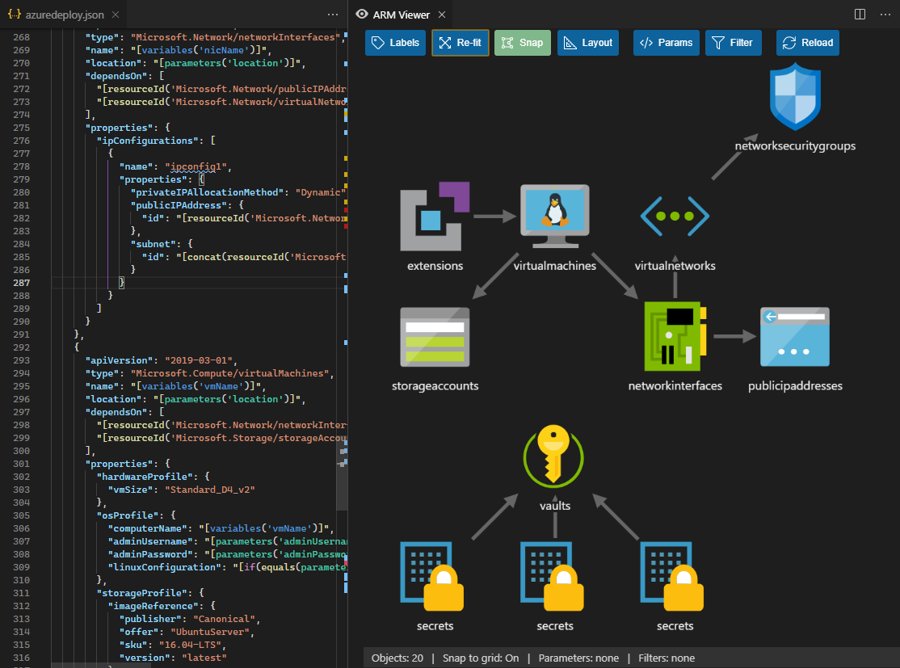 {..} azuredeploy.json × ···
268 "type": "Microsoft.Network/networkInterfaces",
269 "name": "[variables('nicName')]",
270 "location": "[parameters('location')]",
271 "dependsOn": [
272 "[resourceId('Microsoft.Network/publicIPAddre
273 "[resourceId('Microsoft.Network/virtualNetwo
274 ],
275 "properties": {
276 "ipConfigurations": [
277 {
278 "name": "ipconfig1",
279 "properties": {
280 "privateIPAllocationMethod": "Dynamic"
281 "publicIPAddress": {
282 "id": "[resourceId('Microsoft.Networ
283 },
284 "subnet": {
285 "id": "[concat(resourceId('Microsoft
286 }
287 }
288 }
289 ]
290 }
291 },
292 {
293 "apiVersion": "2019-03-01",
294 "type": "Microsoft.Compute/virtualMachines",
295 "name": "[variables('vmName')]",
296 "location": "[parameters('location')]",
297 "dependsOn": [
298 "[resourceId('Microsoft.Network/networkInter
299 "[resourceId('Microsoft.Storage/storageAccou
300 ],
301 "properties": {
302 "hardwareProfile": {
303 "vmSize": "Standard_D4_v2"
304 },
305 "osProfile": {
306 "computerName": "[variables('vmName')]",
307 "adminUsername": "[parameters('adminUserna
308 "adminPassword": "[parameters('adminPasswo
309 "linuxConfiguration": "[if(equals(paramete
310 },
311 "storageProfile": {
312 "imageReference": {
313 "publisher": "Canonical",
314 "offer": "UbuntuServer",
315 "sku": "16.04-LTS",
316 "version": "latest"
ARM Viewer × ···
Labels Re-fit Snap Layout </> Params Filter Reload
networksecuritygroups
extensions virtualmachines virtualnetworks
storageaccounts networkinterfaces publicipaddresses
vaults
secrets secrets secrets
Objects: 20 | Snap to grid: On | Parameters: none | Filters: none